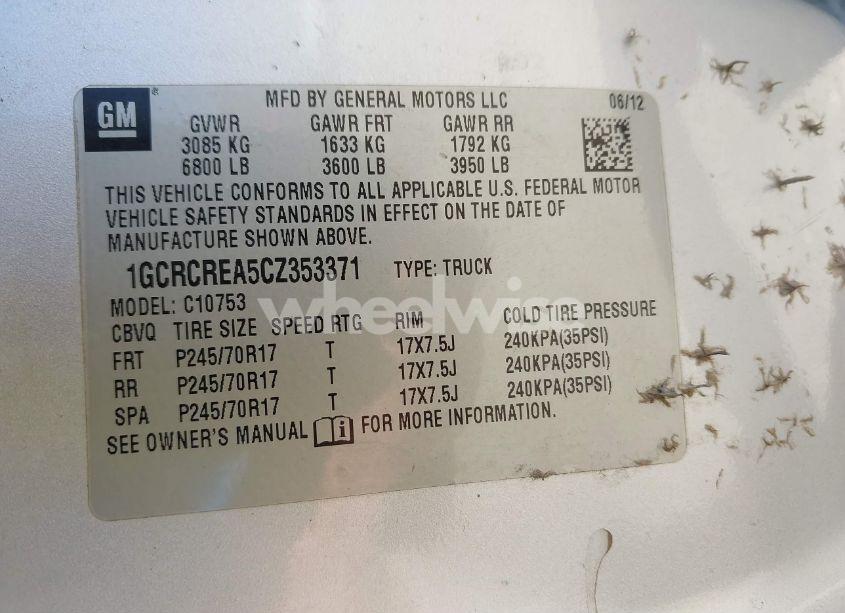 GM ® MFD BY GENERAL MOTORS LLC 06/12
GVWR GAWR FRT GAWR RR
3085 KG 1633 KG 1792 KG
6800 LB 3600 LB 3950 LB
THIS VEHICLE CONFORMS TO ALL APPLICABLE U.S. FEDERAL MOTOR
VEHICLE SAFETY STANDARDS IN EFFECT ON THE DATE OF
MANUFACTURE SHOWN ABOVE.
1GCRCREA5CZ353371 TYPE: TRUCK
MODEL: C10753
wheelwise
CBVQ TIRE SIZE SPEED RTG RIM COLD TIRE PRESSURE
FRT P245/70R17 T 17X7.5J 240KPA(35PSI)
RR P245/70R17 T 17X7.5J 240KPA(35PSI)
SPA P245/70R17 T 17X7.5J 240KPA(35PSI)
SEE OWNER'S MANUAL i FOR MORE INFORMATION.